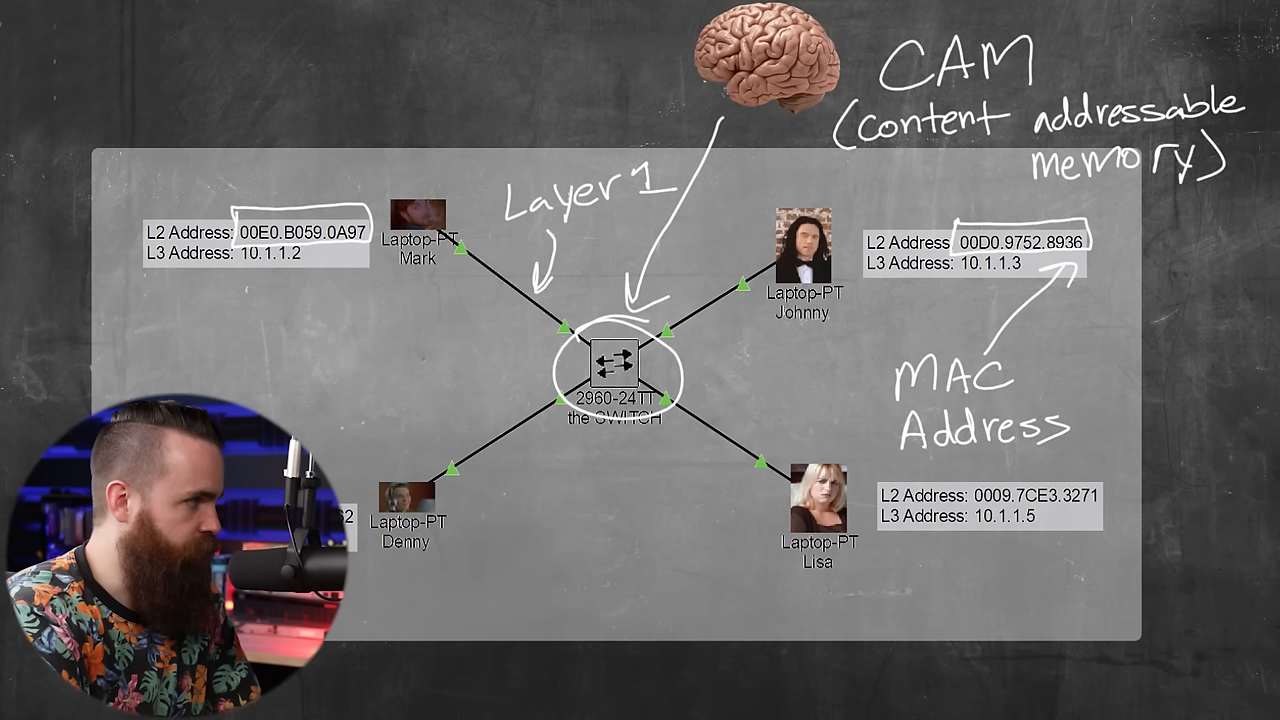 CAM
(content addressable
memory)
Layer 1
L2 Address: 00E0.B059.0A97
L3 Address: 10.1.1.2
Laptop-PT
Mark
L2 Address 00D0.9752.8936
L3 Address: 10.1.1.3
Laptop-PT
Johnny
MAC
Address
2960-24TT
the SWITCH
62
Laptop-PT
Denny
Laptop-PT
Lisa
L2 Address: 0009.7CE3.3271
L3 Address: 10.1.1.5